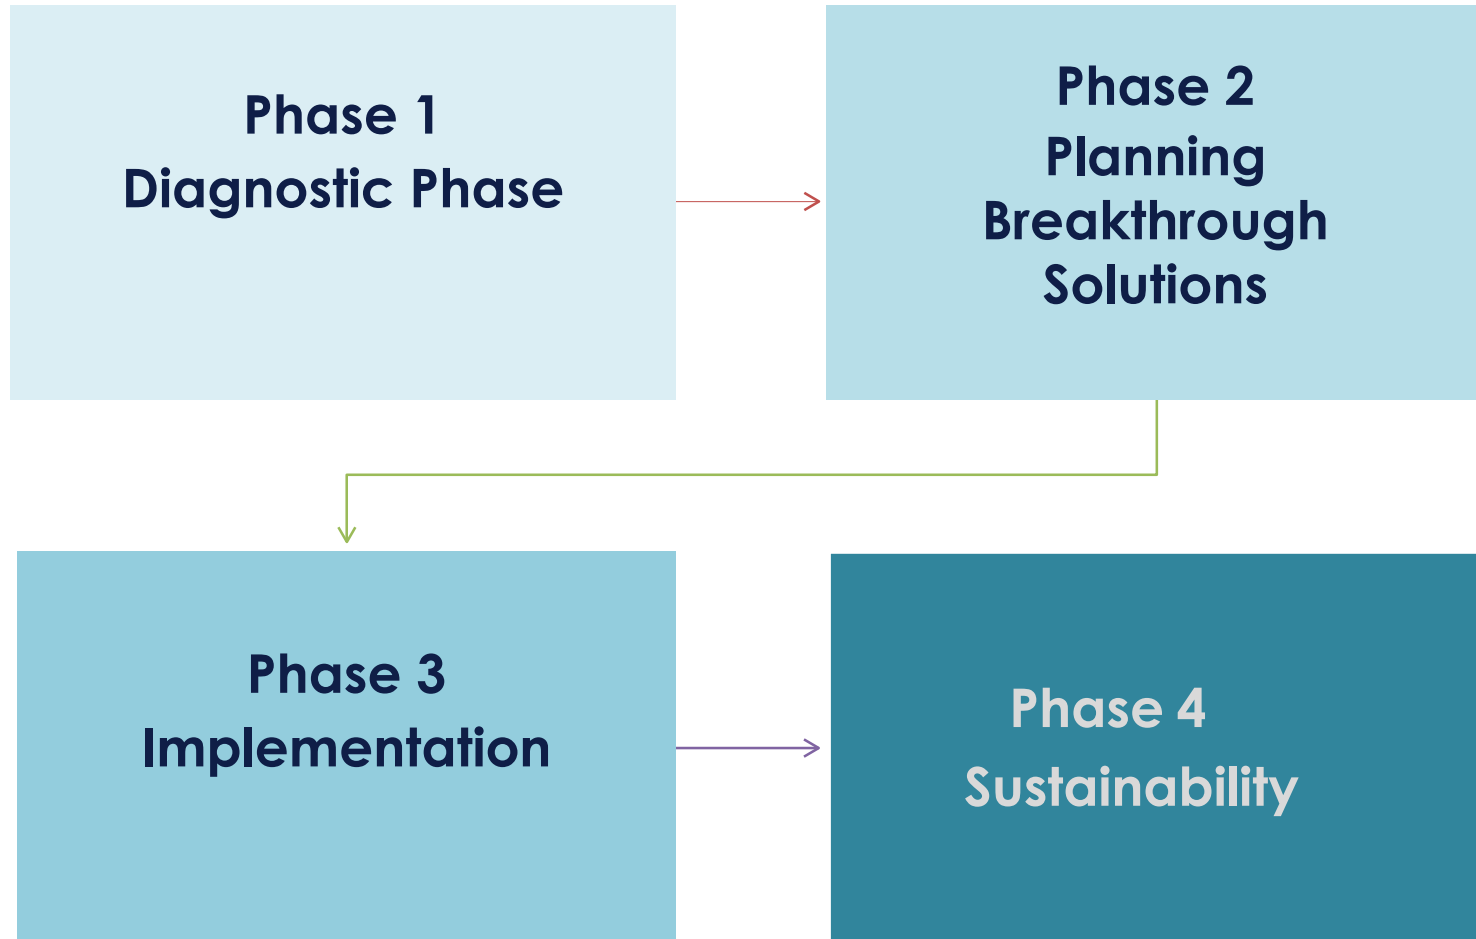 Phase 1
Diagnostic Phase
Phase 2
Planning
Breakthrough
Solutions
Phase 3
Implementation
Phase 4
Sustainability